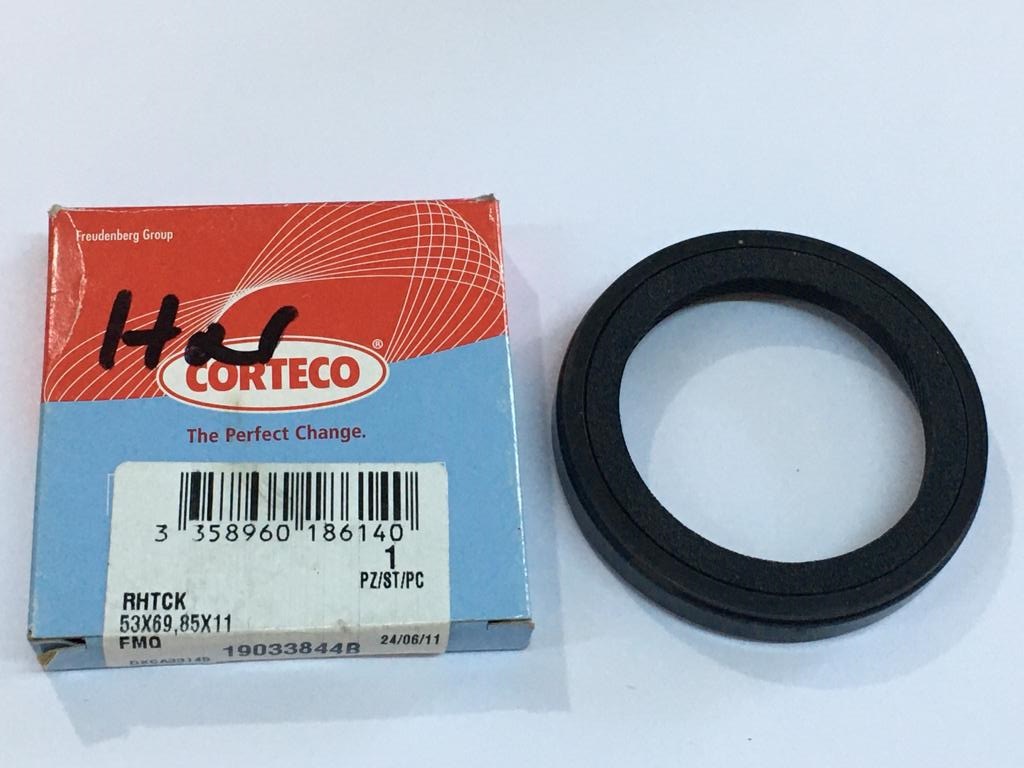 Freudenberg Group
CORTECO®
The Perfect Change.
3 358960 186140
1
PZ/ST/PC
RHTCK
53X69,85X11
FMQ
24/06/11
19033844B